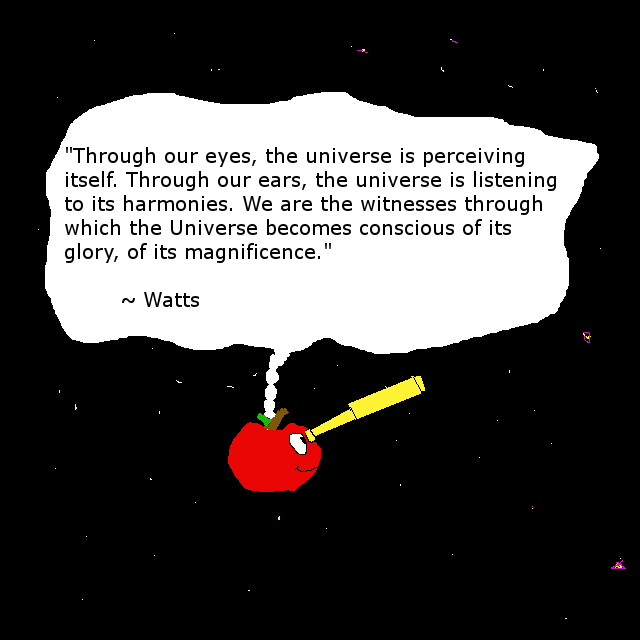 "Through our eyes, the universe is perceiving
itself. Through our ears, the universe is listening
to its harmonies. We are the witnesses through
which the Universe becomes conscious of its
glory, of its magnificence."
~ Watts